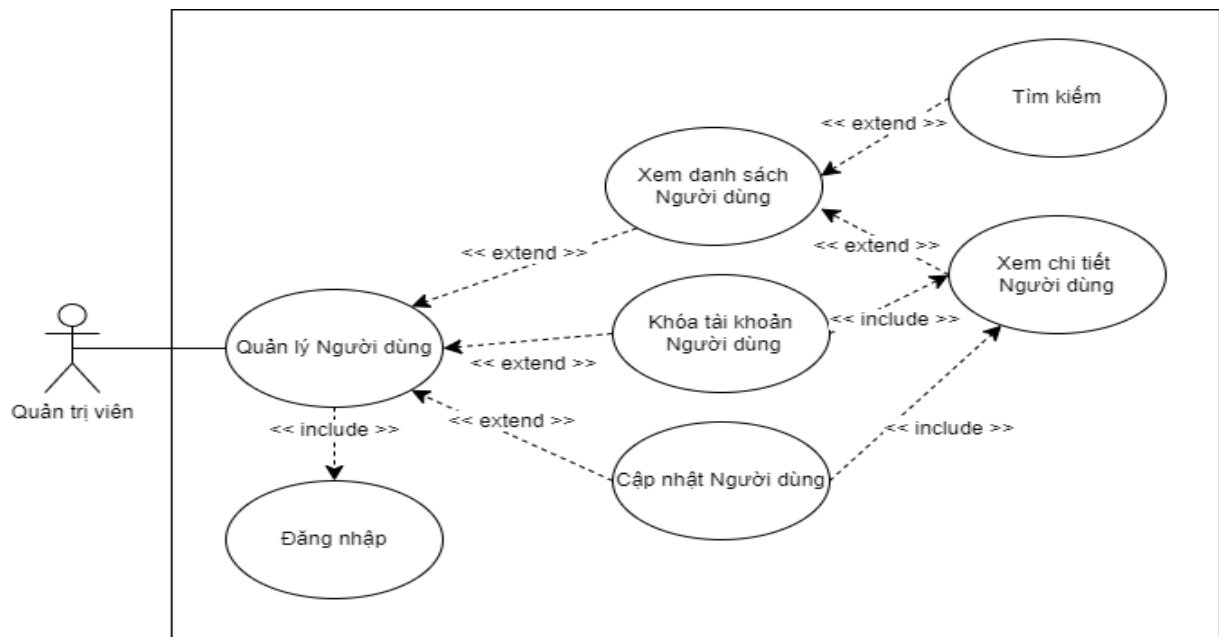 Tìm kiếm
<< extend >>
Xem danh sách
Người dùng
<< extend >>
<< extend >>
Xem chi tiết
Người dùng
Khóa tài khoản
Người dùng
<< include >>
Quản lý Người dùng
<< extend >>
Quản trị viên
<< extend >>
<< include >>
<< include >>
Cập nhật Người dùng
Đăng nhập